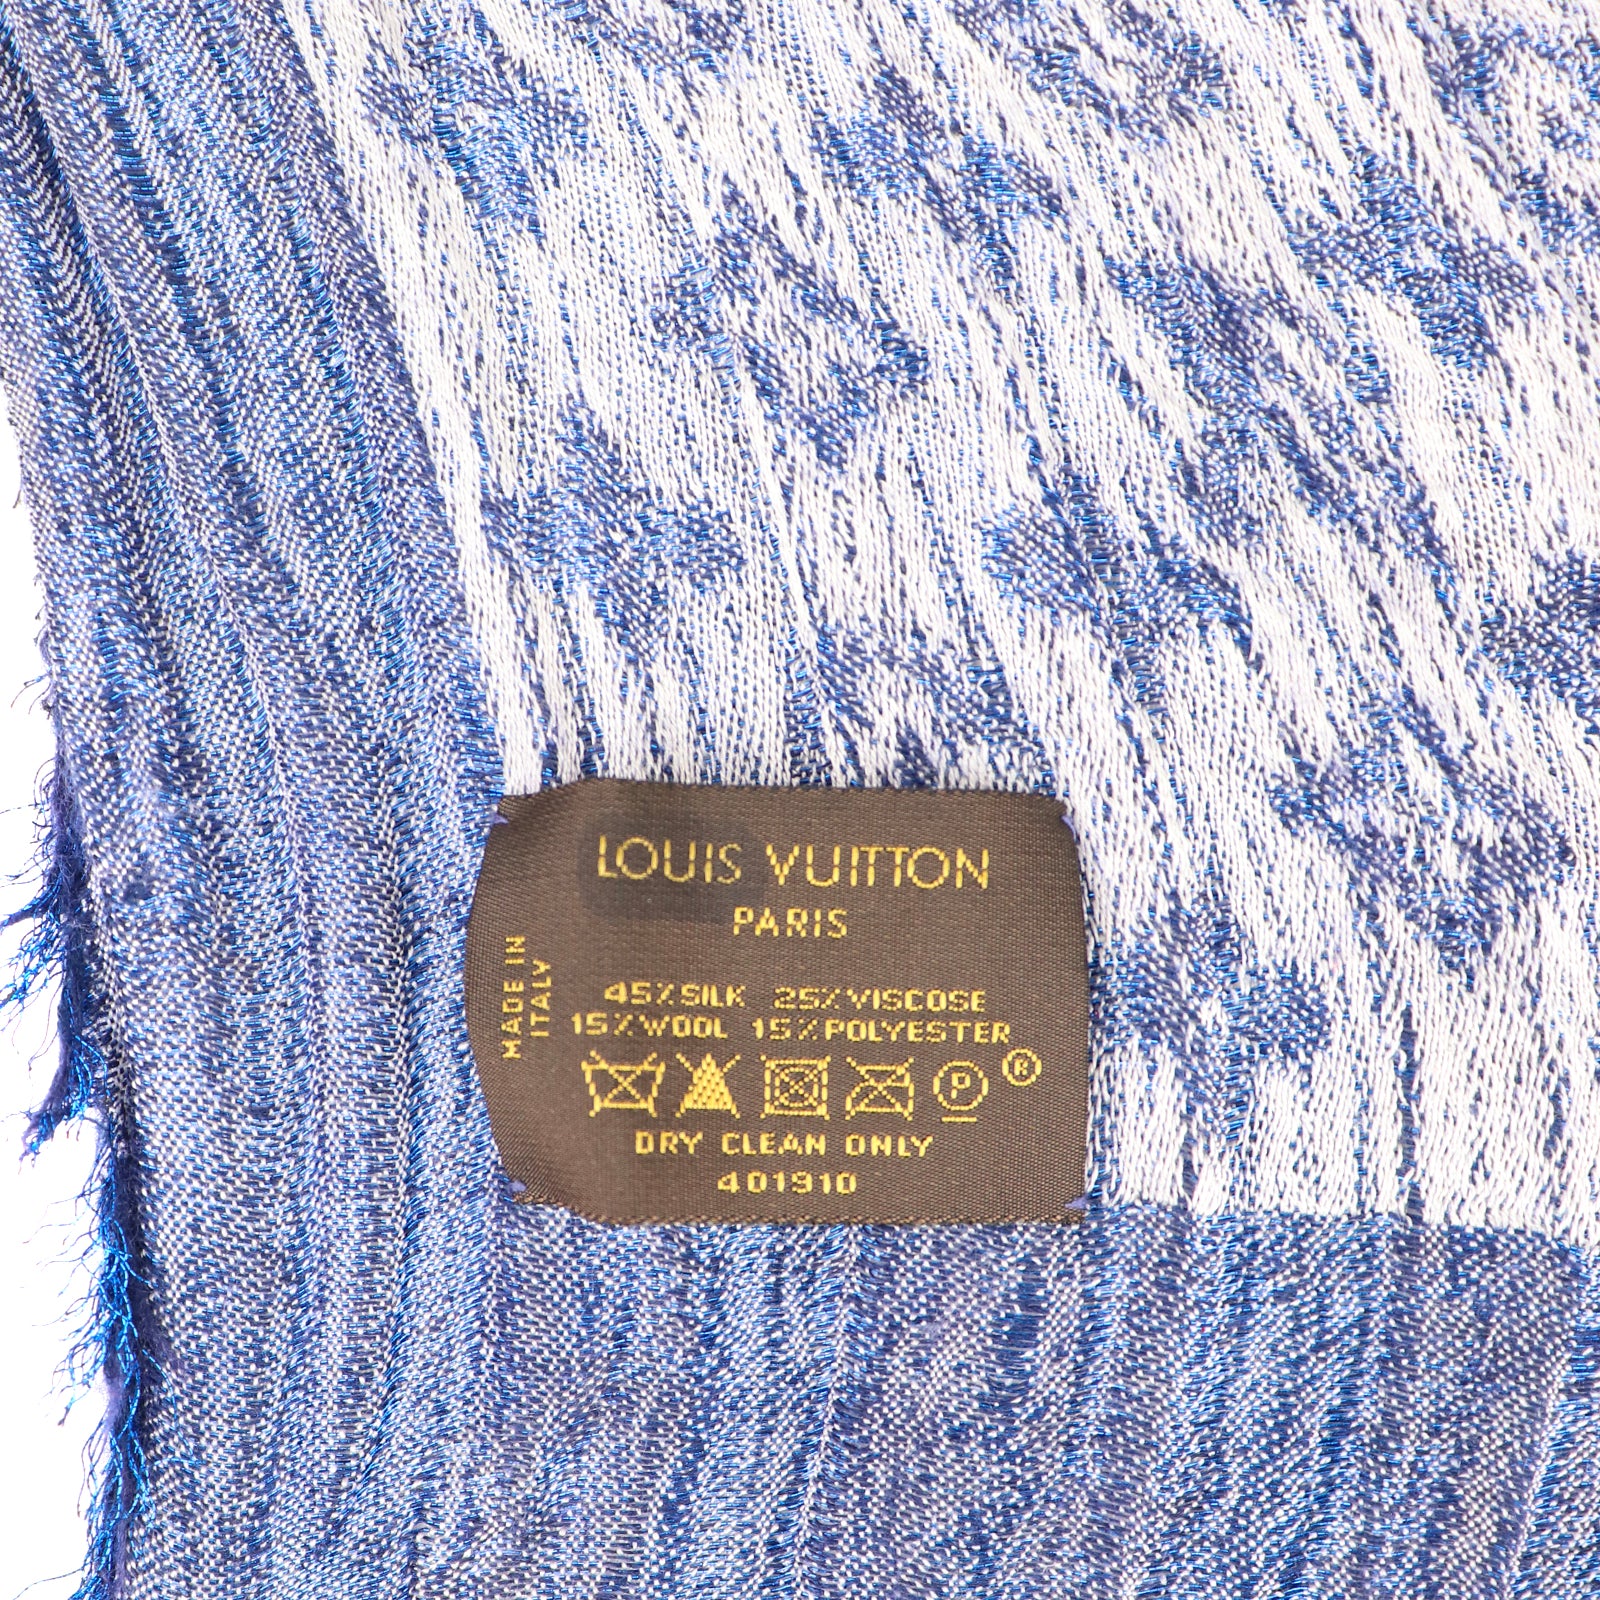 LOUIS VUITTON
PARIS
MADE IN
ITALY
45% SILK 25% VISCOSE
15% WOOL 15% POLYESTER
P ®
DRY CLEAN ONLY
401910